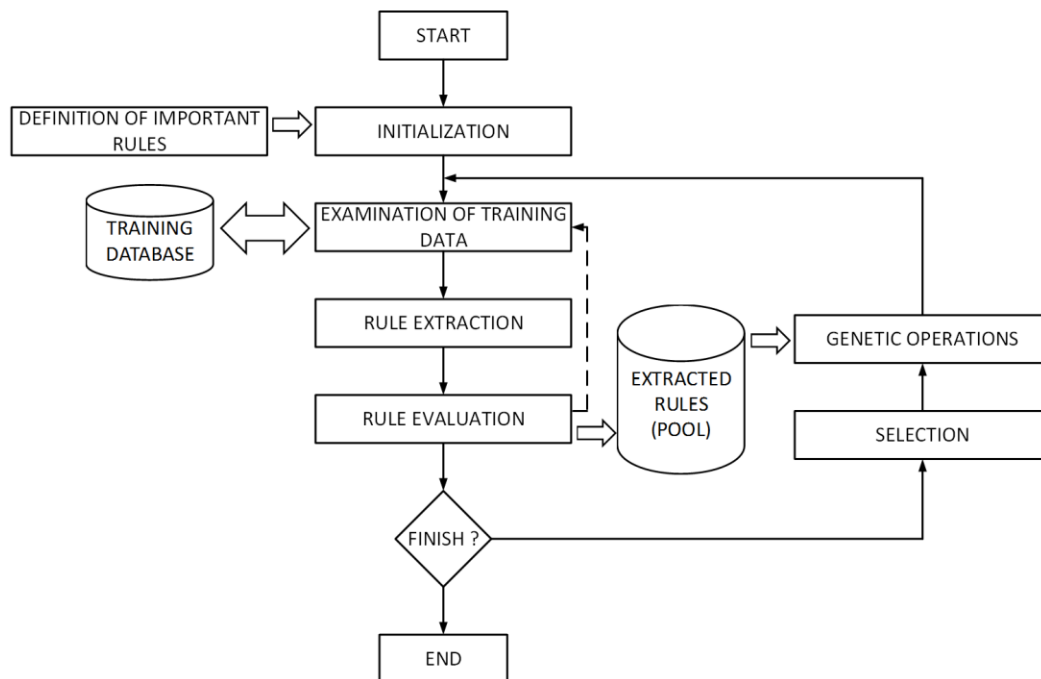 START
DEFINITION OF IMPORTANT
RULES
INITIALIZATION
TRAINING
DATABASE
EXAMINATION OF TRAINING
DATA
RULE EXTRACTION
RULE EVALUATION
EXTRACTED
RULES
(POOL)
GENETIC OPERATIONS
SELECTION
FINISH ?
END